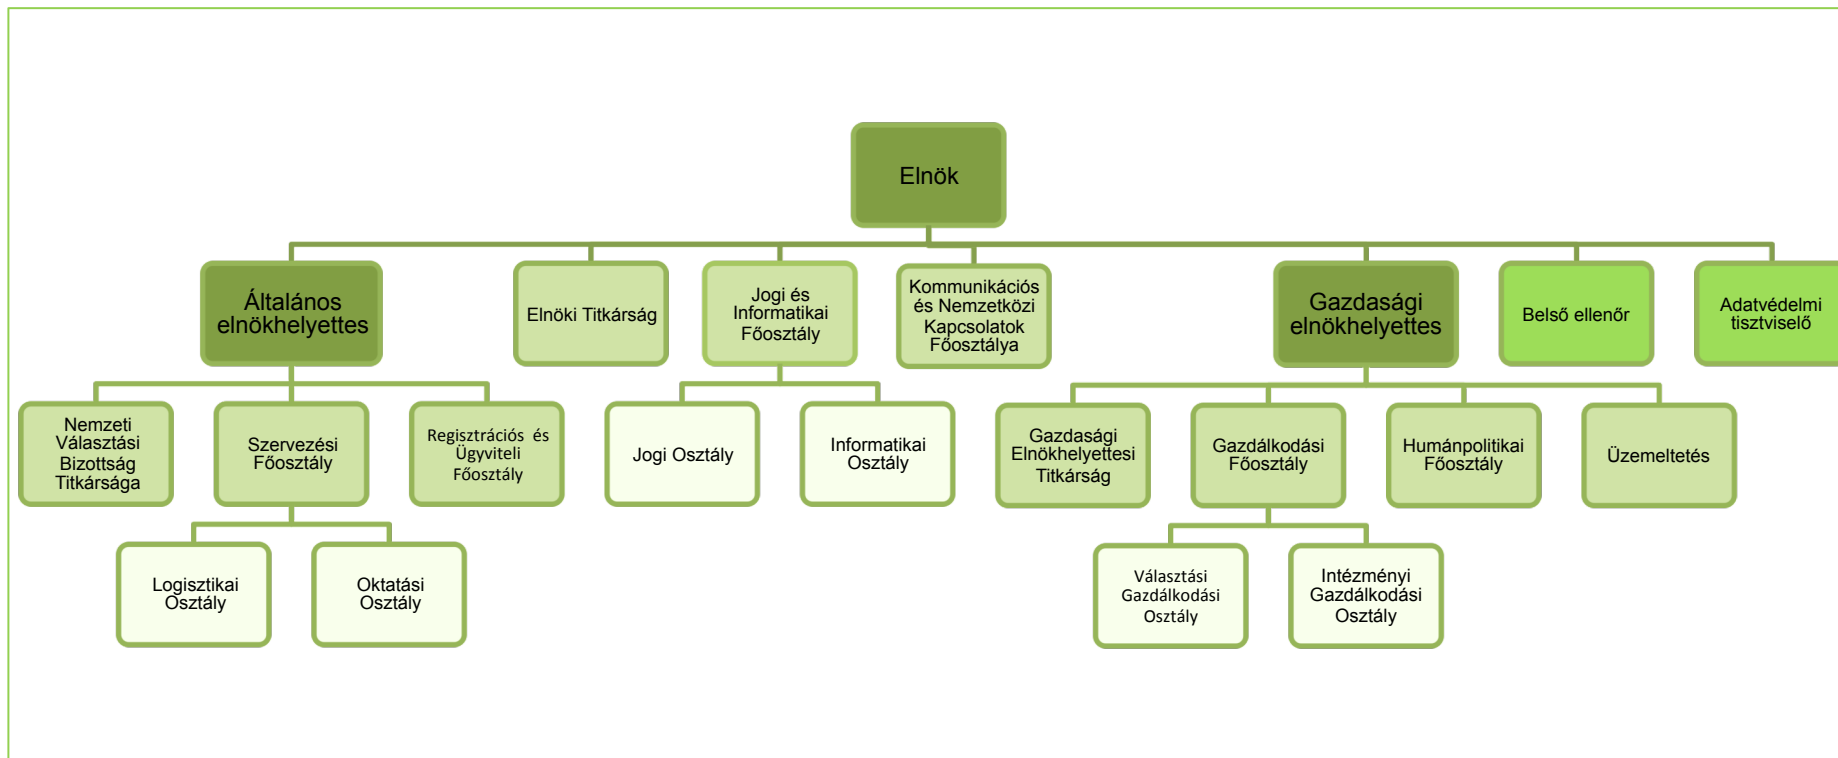 Elnök
Általános
elnökhelyettes
Elnöki Titkárság
Jogi és
Informatikai
Főosztály
Kommunikációs
és Nemzetközi
Kapcsolatok
Főosztálya
Gazdasági
elnökhelyettes
Belső ellenőr
Adatvédelmi
tisztviselő
Nemzeti
Választási
Bizottság
Titkársága
Szervezési
Főosztály
Regisztrációs és
Ügyviteli
Főosztály
Jogi Osztály
Informatikai
Osztály
Gazdasági
Elnökhelyettesi
Titkárság
Gazdálkodási
Főosztály
Humánpolitikai
Főosztály
Üzemeltetés
Logisztikai
Osztály
Oktatási
Osztály
Választási
Gazdálkodási
Osztály
Intézményi
Gazdálkodási
Osztály